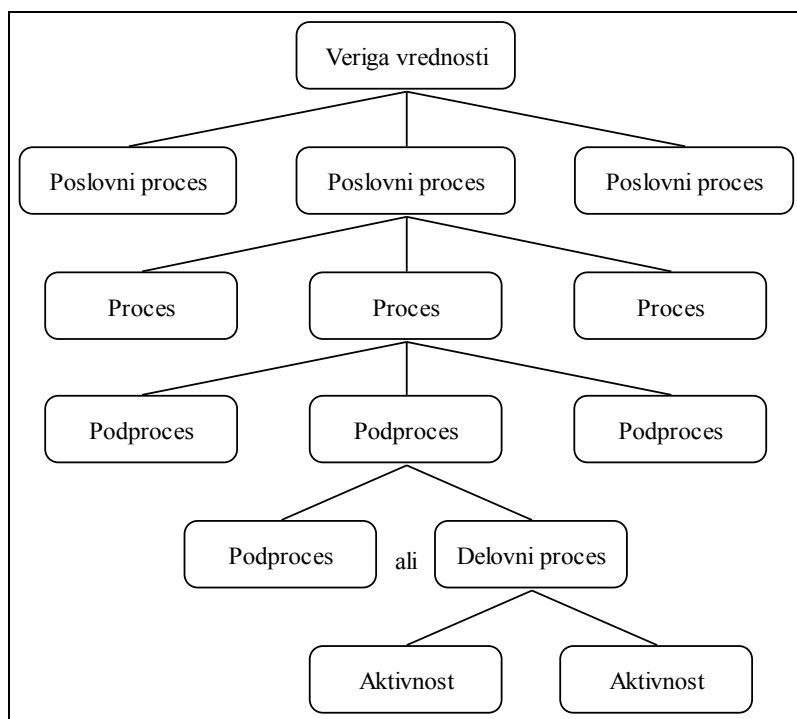 Veriga vrednosti
Poslovni proces
Poslovni proces
Poslovni proces
Proces
Proces
Proces
Podproces
Podproces
Podproces
Podproces
ali
Delovni proces
Aktivnost
Aktivnost